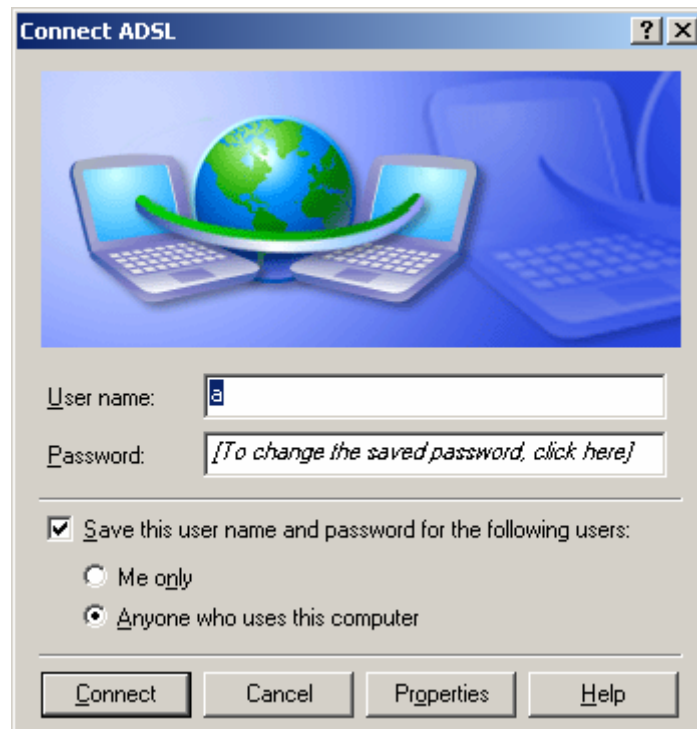 Connect ADSL
User name:
a
Password:
[To change the saved password, click here]
Save this user name and password for the following users:
Me only
Anyone who uses this computer
Connect Cancel Properties Help